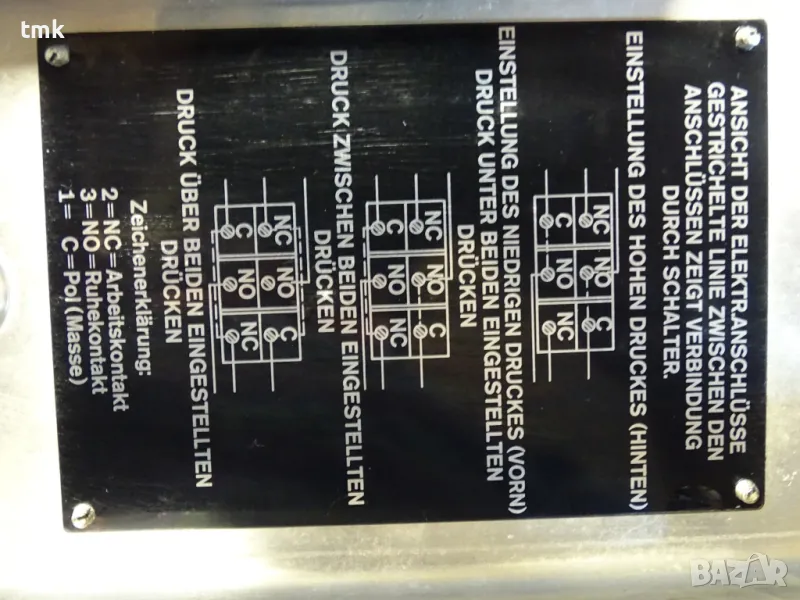 tmk
ANSICHT DER ELEKTRANSCHLÜSSE
GESTRICHELTE LINIE ZWISCHEN DEN
ANSCHLÜSSEN ZEIGT VERBINDUNG
DURCH SCHALTER.
EINSTELLUNG DES HOHEN DRUCKES (HINTEN)
NC NO C
C NO NC
EINSTELLUNG DES NIEDRIGEN DRUCKES (VORN)
DRUCK UNTER BEIDEN EINGESTELLTEN
DRÜCKEN
NC NO C
C NO NC
DRUCK ZWISCHEN BEIDEN EINGESTELLTEN
DRÜCKEN
NC NO C
C NO NC
DRUCK ÜBER BEIDEN EINGESTELLTEN
DRÜCKEN
Zeichenerklärung:
2=NC-Arbeitskontakt
3=NO=Ruhekontakt
1= C=Pol (Masse)
BAZAR